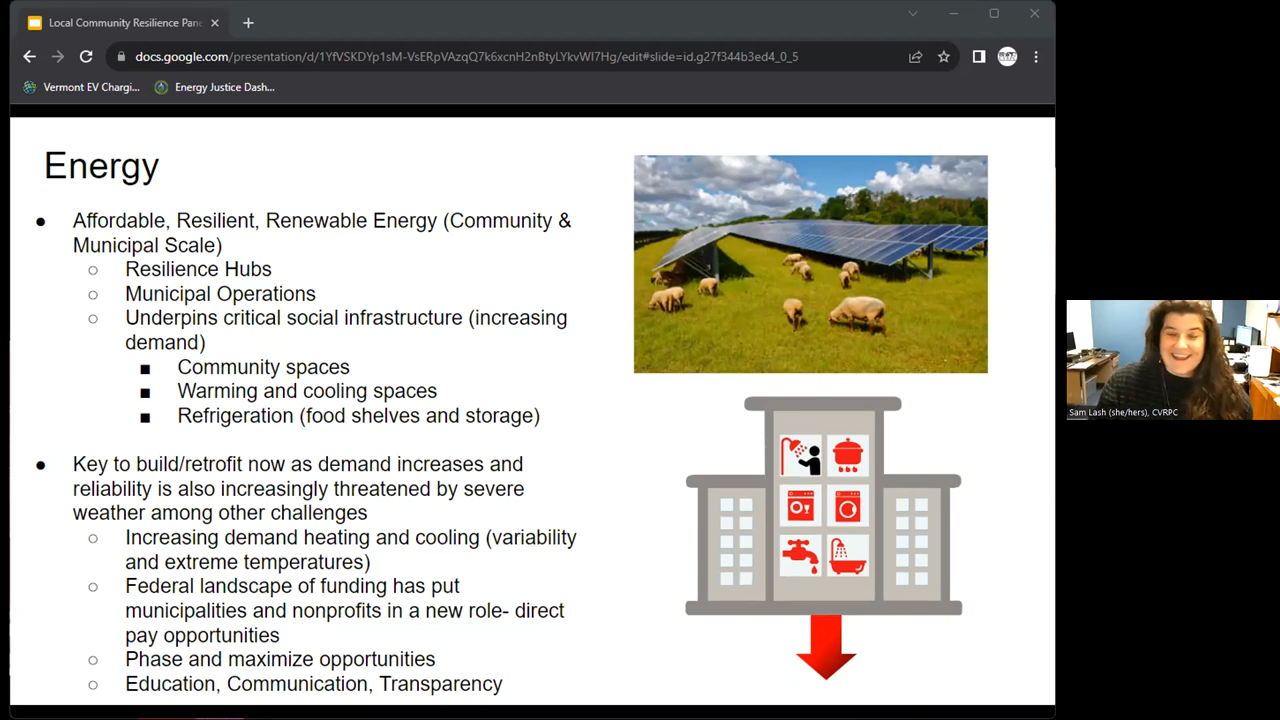 Local Community Resilience Pane
docs.google.com/presentation/d/1YfVSKDYp1sM-VsERpVAzqQ7k6xcnH2nBtyLYkvWI7Hg/edit#slide=id.g27f344b3ed4_0_5
Vermont EV Chargi...
Energy Justice Dash...
Energy
● Affordable, Resilient, Renewable Energy (Community &
Municipal Scale)
○ Resilience Hubs
○ Municipal Operations
○ Underpins critical social infrastructure (increasing
demand)
■ Community spaces
■ Warming and cooling spaces
■ Refrigeration (food shelves and storage)
● Key to build/retrofit now as demand increases and
reliability is also increasingly threatened by severe
weather among other challenges
○ Increasing demand heating and cooling (variability
and extreme temperatures)
○ Federal landscape of funding has put
municipalities and nonprofits in a new role- direct
pay opportunities
○ Phase and maximize opportunities
○ Education, Communication, Transparency
Sam Lash (she/hers), CVRPC